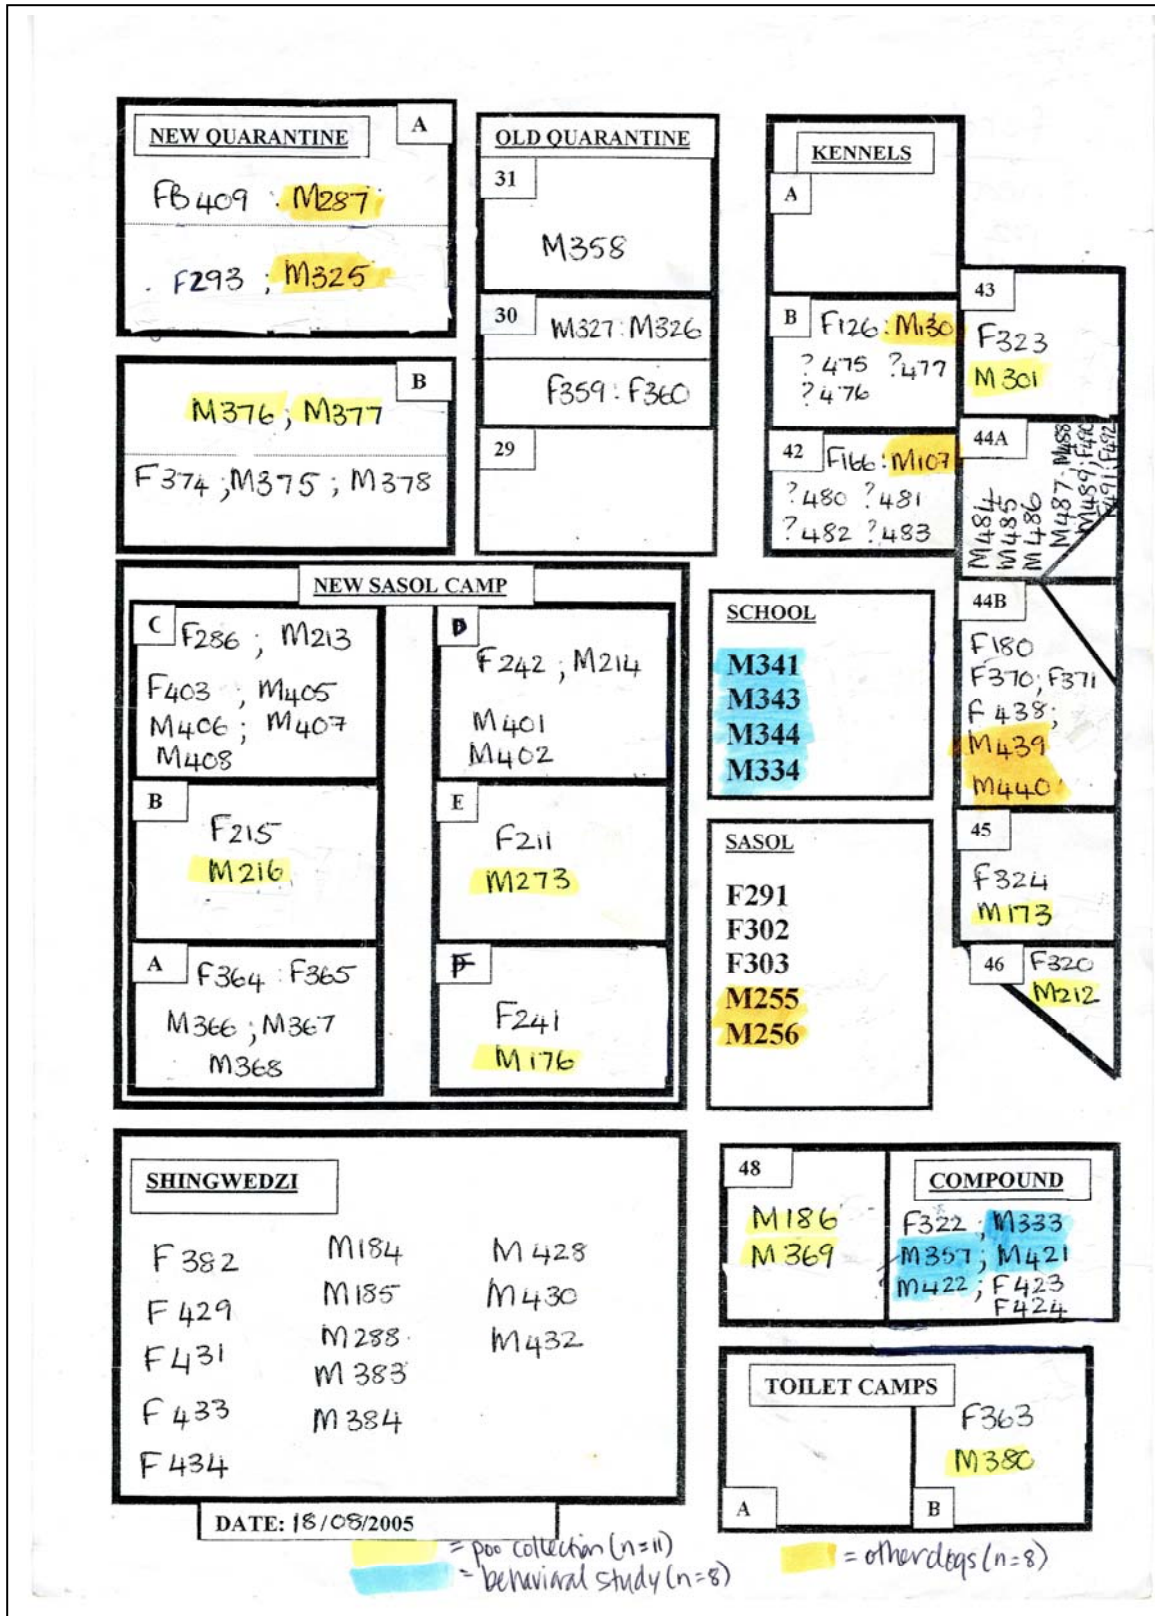 NEW QUARANTINE
A
FB409 : M287
F293 ; M325
B
M376 ; M377
F374 ; M375 ; M378
OLD QUARANTINE
31
M358
30
M327 : M326
F359 : F360
29
KENNELS
A
B
F126 : M130
? 475 ? 477
? 476
42
F166 : M107
? 480 ? 481
? 482 ? 483
43
F323
M301
44A
M484
M485
M486
M487 ; M488
M489 ; F490
F491 ; F492
44B
F180
F370 ; F371
F438 ;
M439
M440
45
F324
M173
46
F320
M212
NEW SASOL CAMP
C
F286 ; M213
F403 ; M405
M406 ; M407
M408
D
F242 ; M214
M401
M402
B
F215
M216
E
F211
M273
A
F364 : F365
M366 ; M367
M368
F
F241
M176
SCHOOL
M341
M343
M344
M334
SASOL
F291
F302
F303
M255
M256
SHINGWEDZI
F382
F429
F431
F433
F434
M184
M185
M288
M383
M384
M428
M430
M432
48
M186
M369
COMPOUND
F322 ; M333
M357 ; M421
M422 ; F423
F424
TOILET CAMPS
A
F363
M380
B
DATE: 18/08/2005
= poo collection (n=11)
= behavioral study (n=8)
= other dogs (n=8)